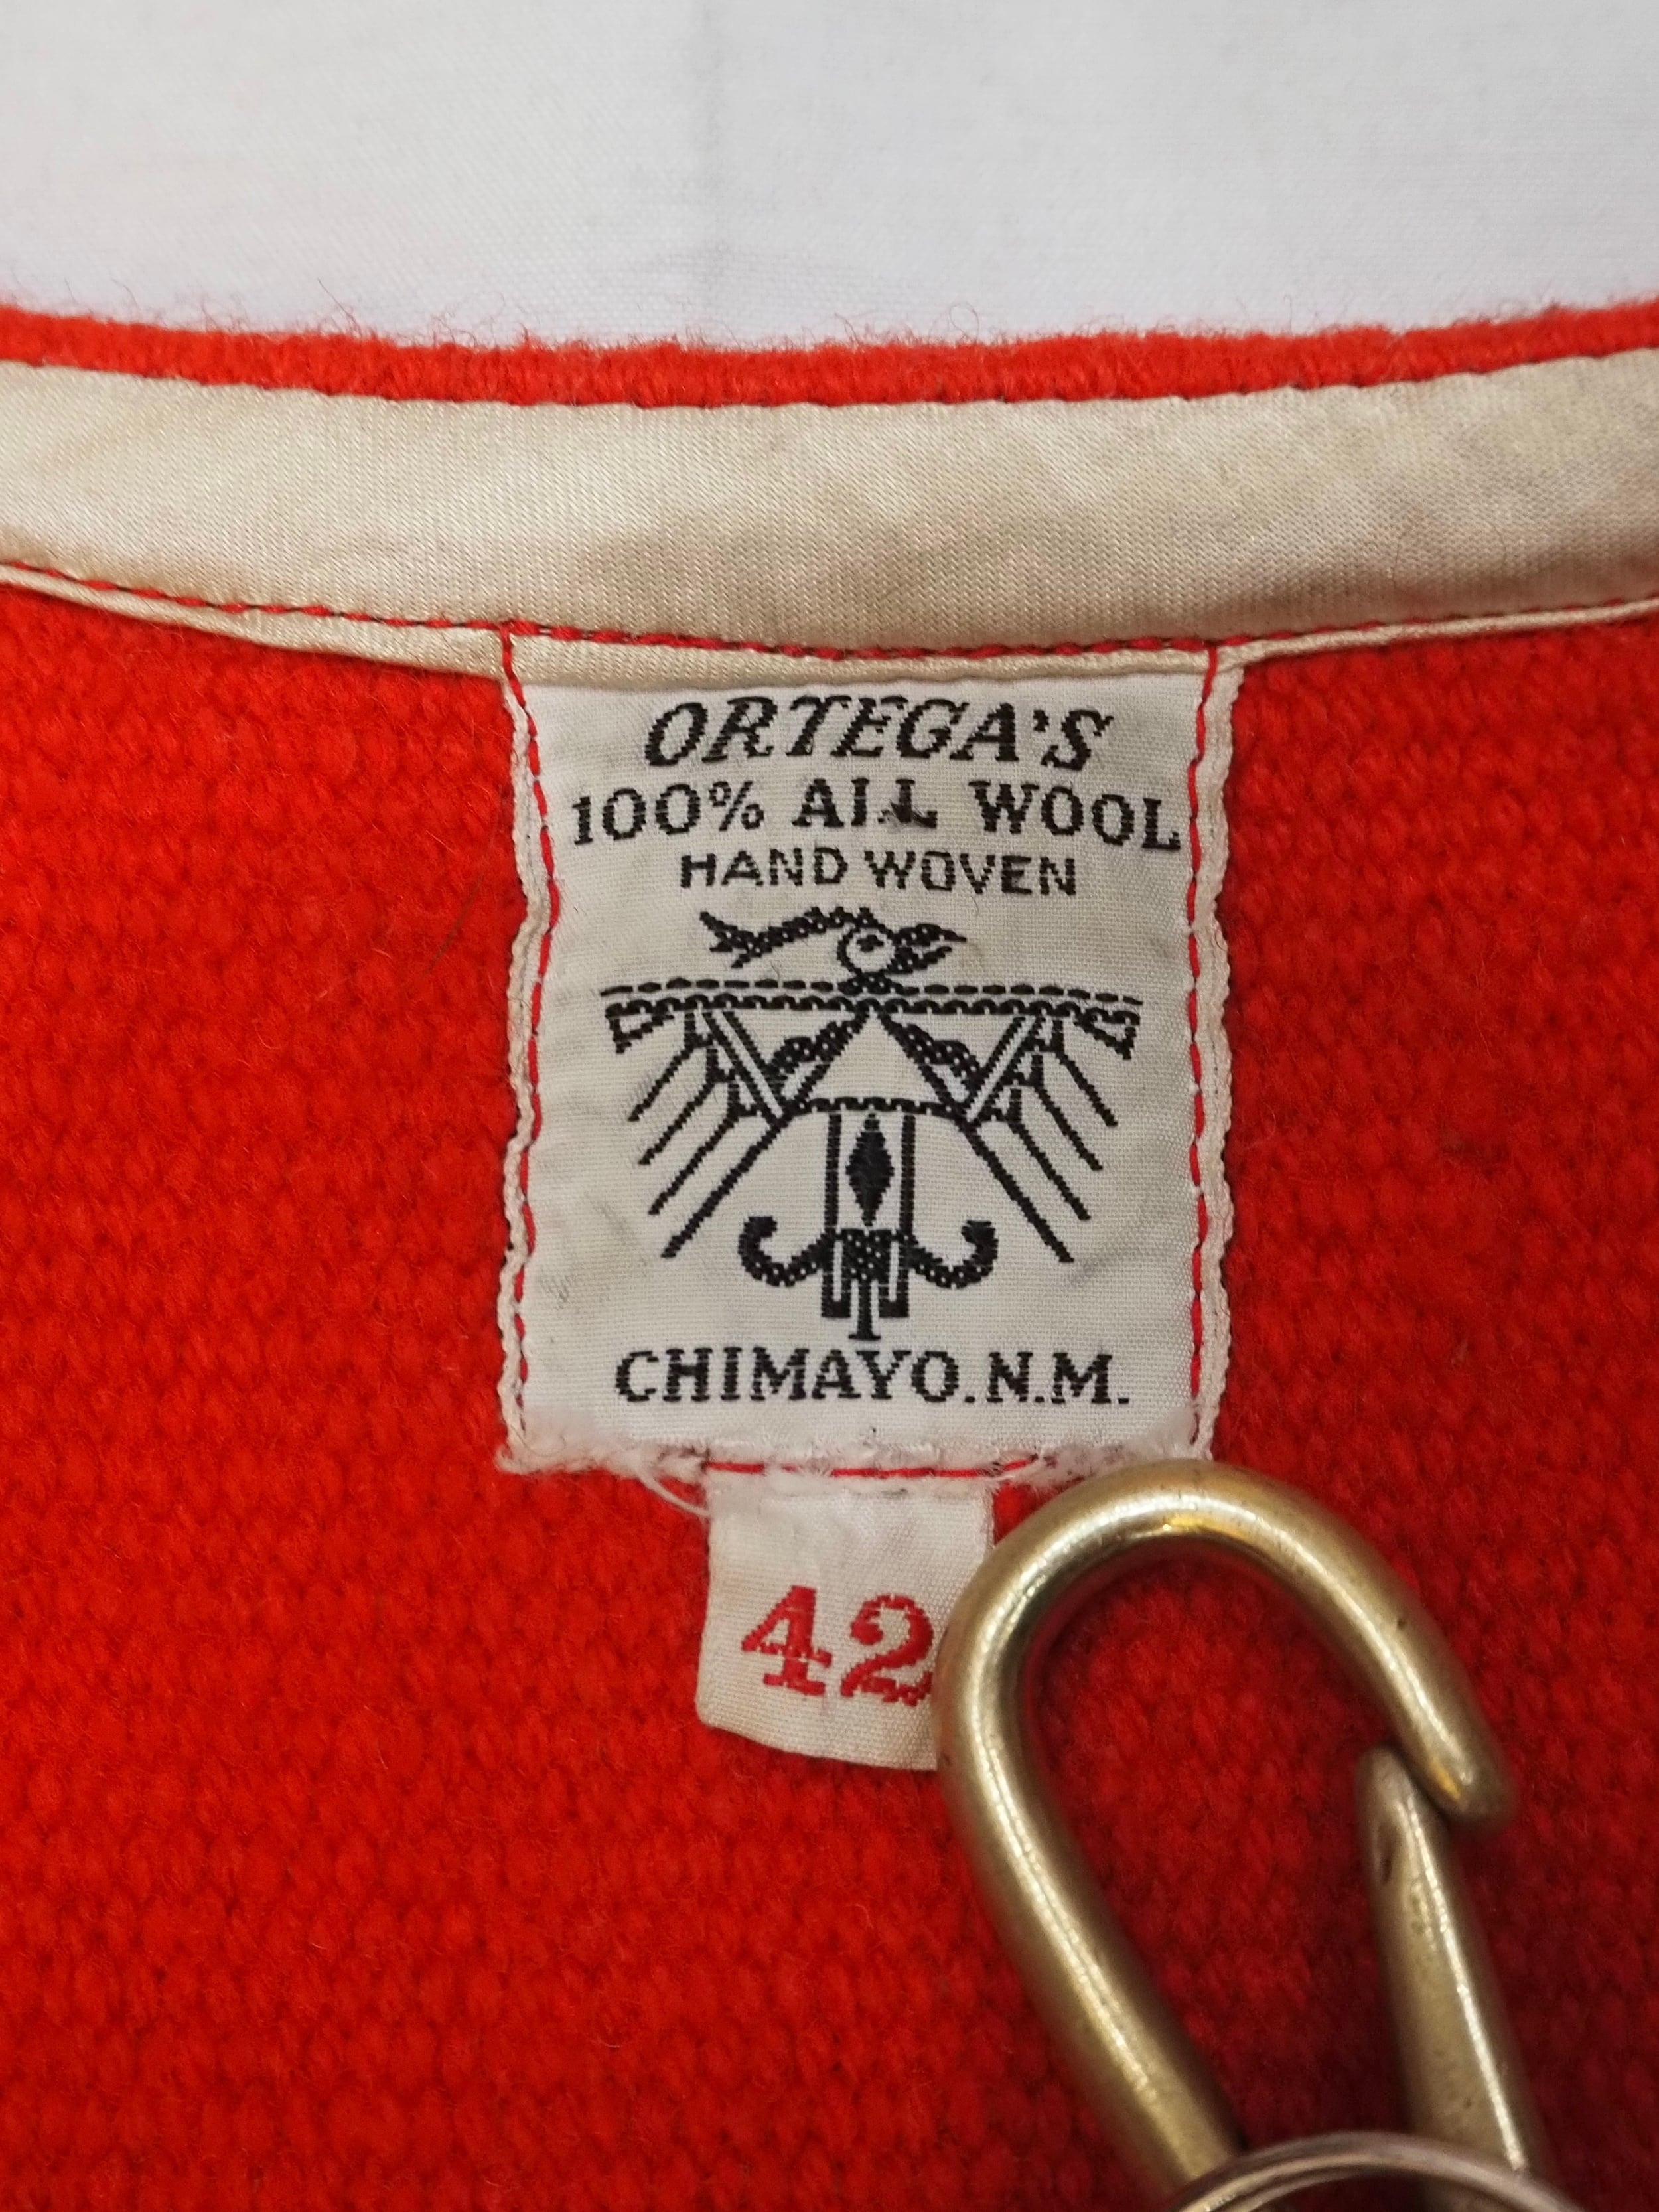 ORTEGA'S
100% ALL WOOL
HAND WOVEN
CHIMAYO.N.M.
42